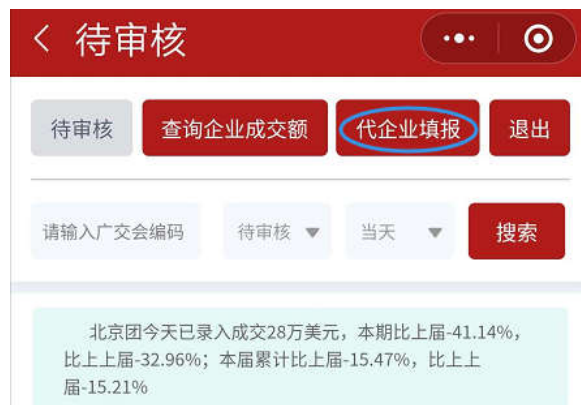 待审核
待审核 查询企业成交额 代企业填报 退出
请输入广交会编码 待审核 当天 搜索
北京团今天已录入成交28万美元，本期比上届-41.14%，
比上上届-32.96%；本届累计比上届-15.47%，比上上
届-15.21%